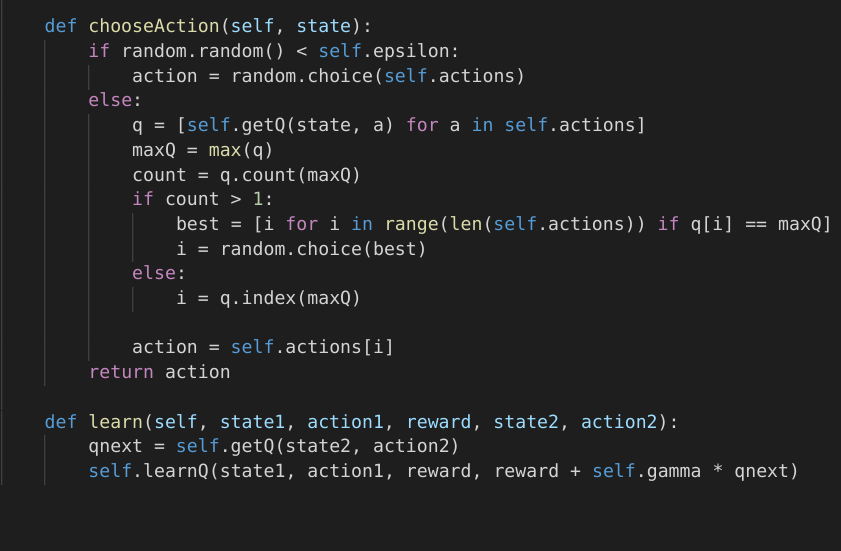 def chooseAction(self, state):
    if random.random() < self.epsilon:
        action = random.choice(self.actions)
    else:
        q = [self.getQ(state, a) for a in self.actions]
        maxQ = max(q)
        count = q.count(maxQ)
        if count > 1:
            best = [i for i in range(len(self.actions)) if q[i] == maxQ]
            i = random.choice(best)
        else:
            i = q.index(maxQ)

        action = self.actions[i]
    return action

def learn(self, state1, action1, reward, state2, action2):
    qnext = self.getQ(state2, action2)
    self.learnQ(state1, action1, reward, reward + self.gamma * qnext)